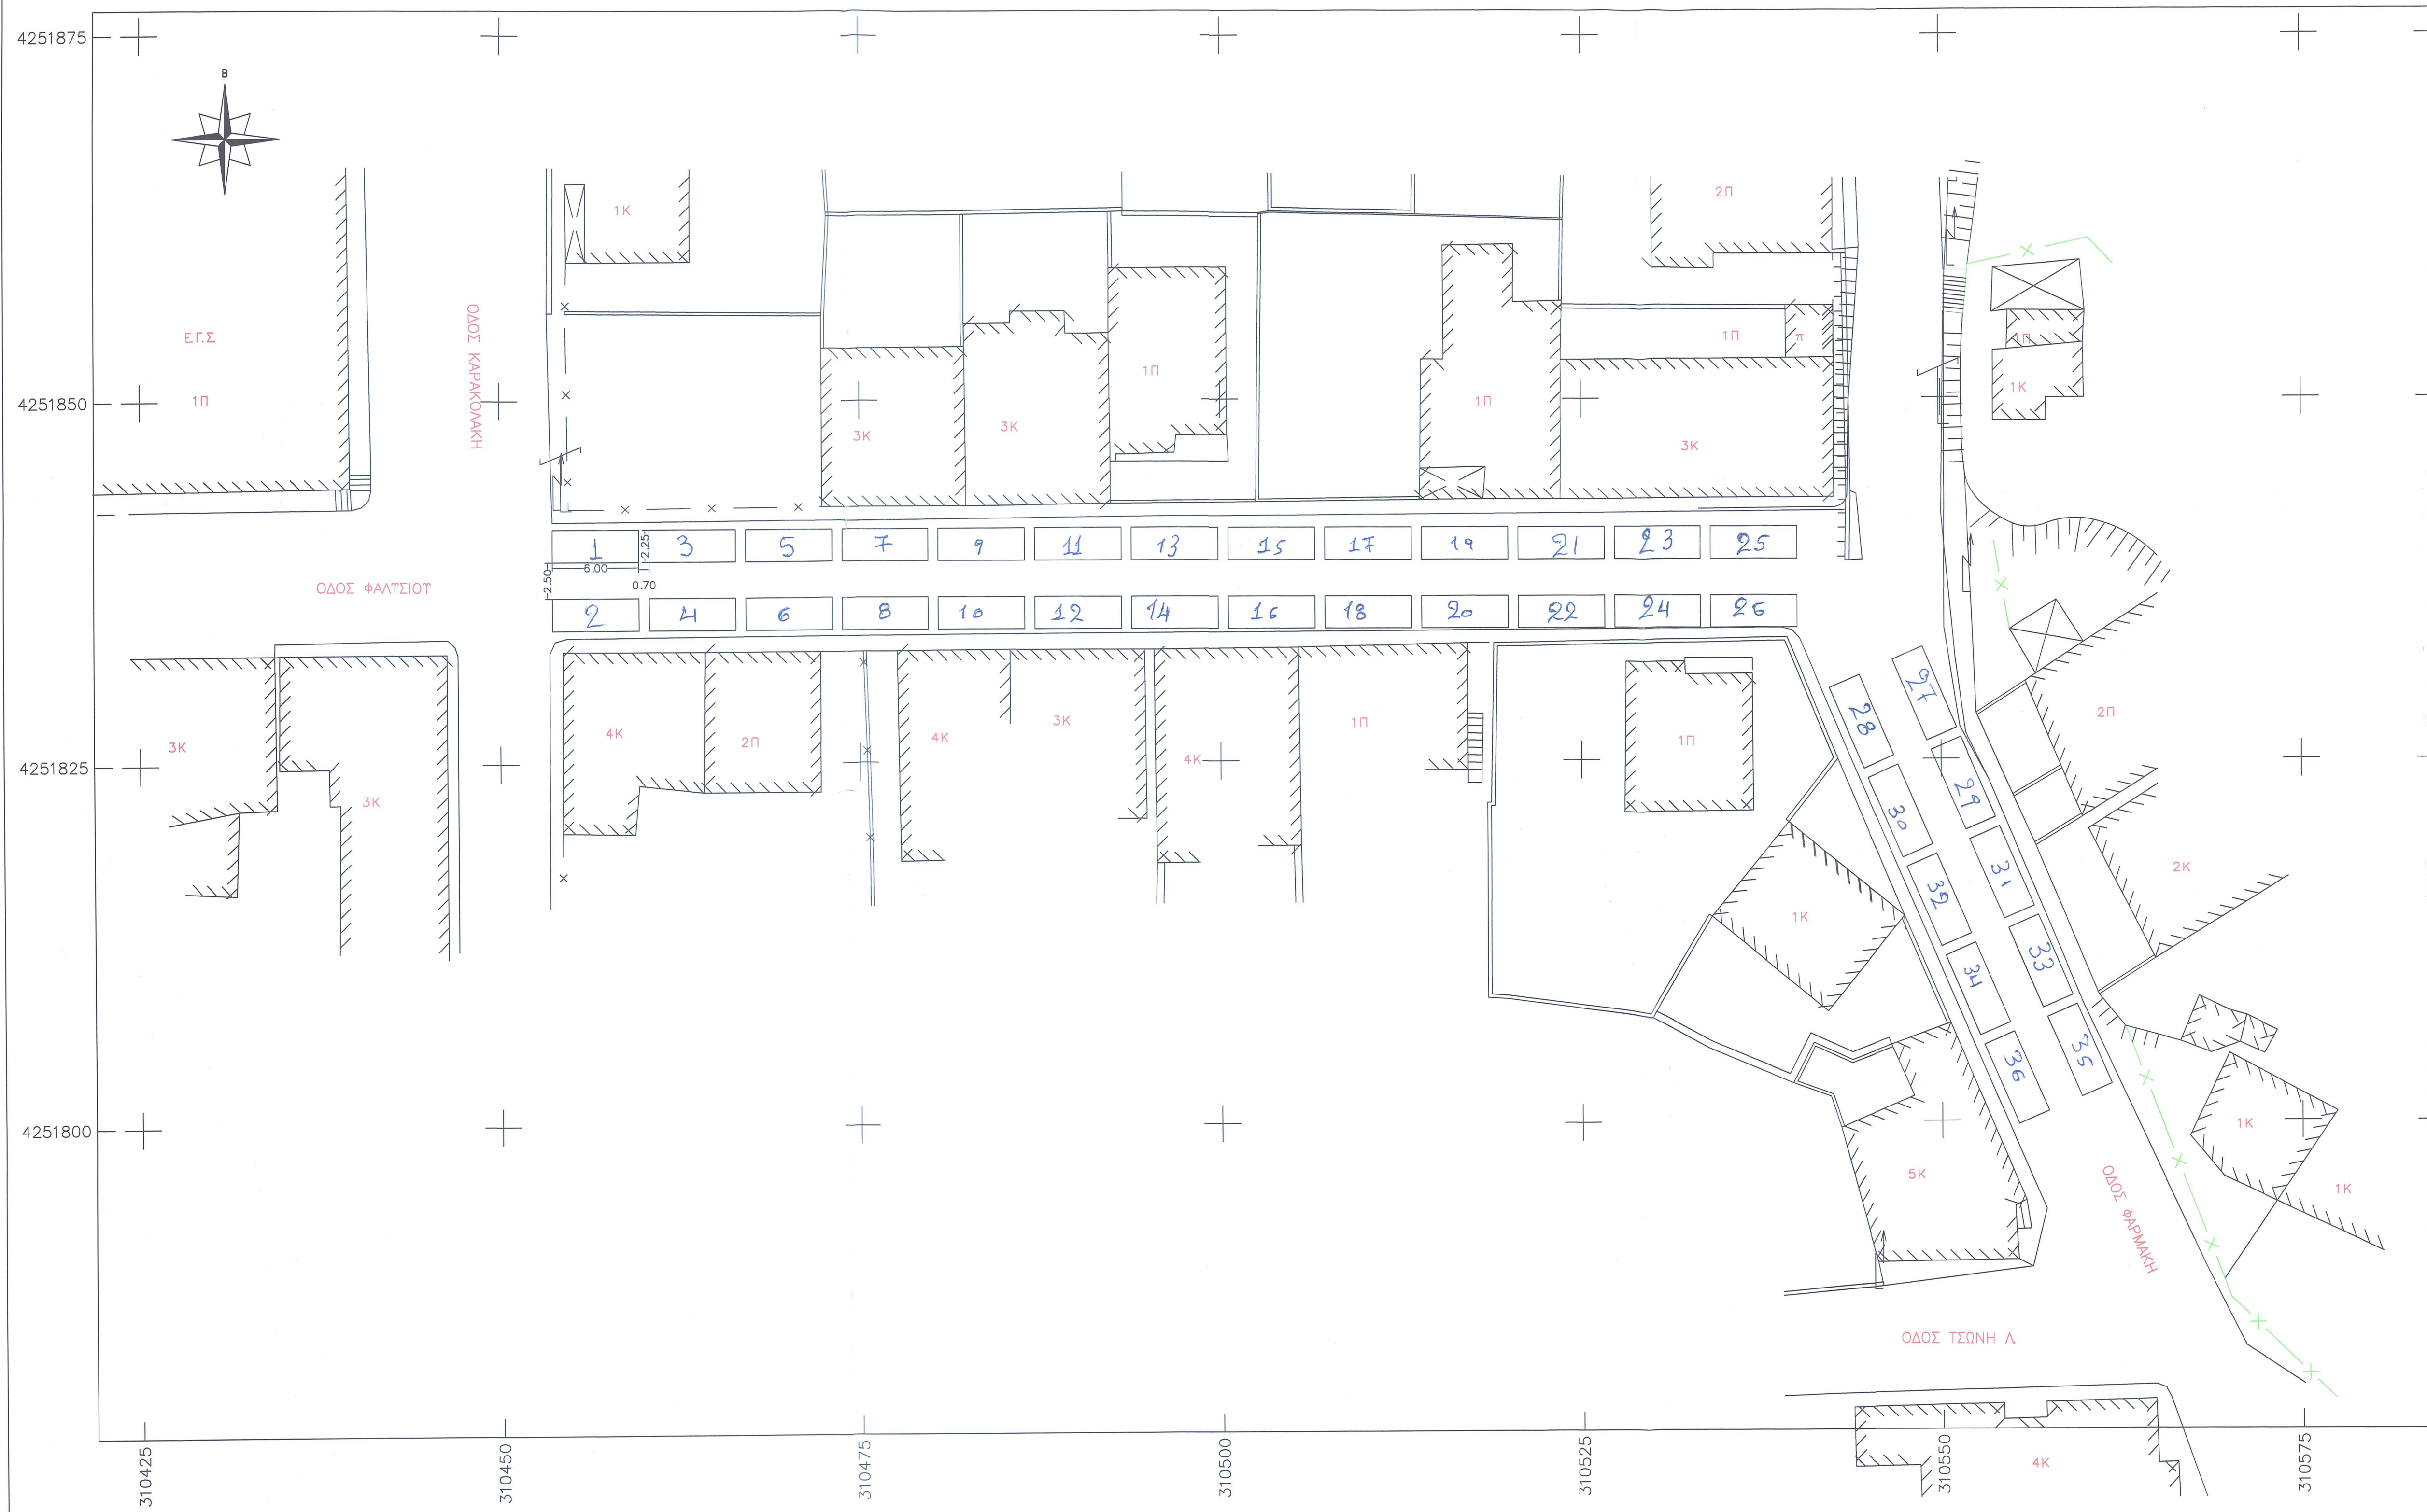 4251875
Β
1Κ
2Π
ΟΔΟΣ ΚΑΡΑΚΟΛΑΚΗ
Ε.Γ.Σ
1Π
1Π
π
1Π
4251850
1Π
1Π
1Κ
3Κ
3Κ
3Κ
1 3 5 7 9 11 13 15 17 19 21 23 25
2.25
6.00
2.50
0.70
ΟΔΟΣ ΦΑΛΥΣΙΟΥ
2 4 6 8 10 12 14 16 18 20 22 24 26
27
28
29
30
31
32
33
34
35
36
3Κ
4Κ
2Π
4Κ
3Κ
1Π
1Π
2Π
4251825
4Κ
3Κ
2Κ
1Κ
4251800
1Κ
5Κ
1Κ
ΟΔΟΣ ΦΑΡΜΑΚΗ
ΟΔΟΣ ΤΣΩΝΗ Λ.
4Κ
310425
310450
310475
310500
310525
310550
310575